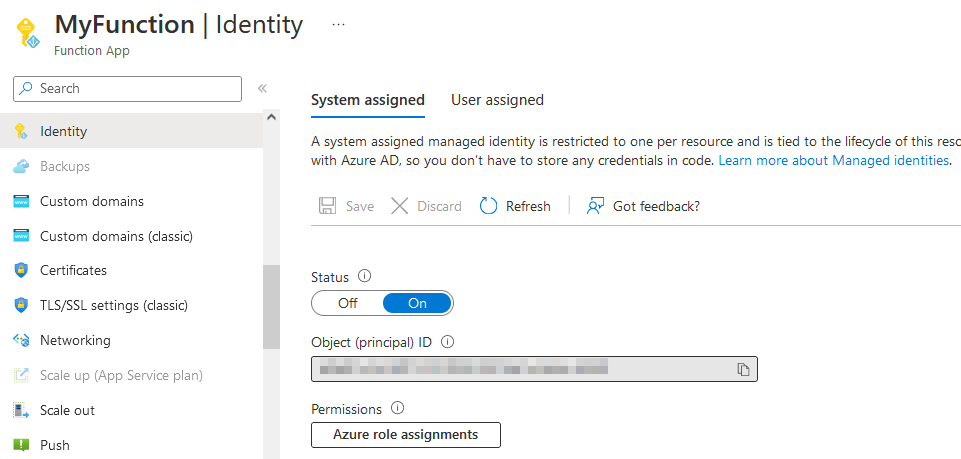 MyFunction | Identity ...
Function App
Search
«
Identity
Backups
Custom domains
Custom domains (classic)
Certificates
TLS/SSL settings (classic)
Networking
Scale up (App Service plan)
Scale out
Push
System assigned User assigned
A system assigned managed identity is restricted to one per resource and is tied to the lifecycle of this reso
with Azure AD, so you don't have to store any credentials in code. Learn more about Managed identities.
Save Discard Refresh Got feedback?
Status
Off On
Object (principal) ID
Permissions
Azure role assignments